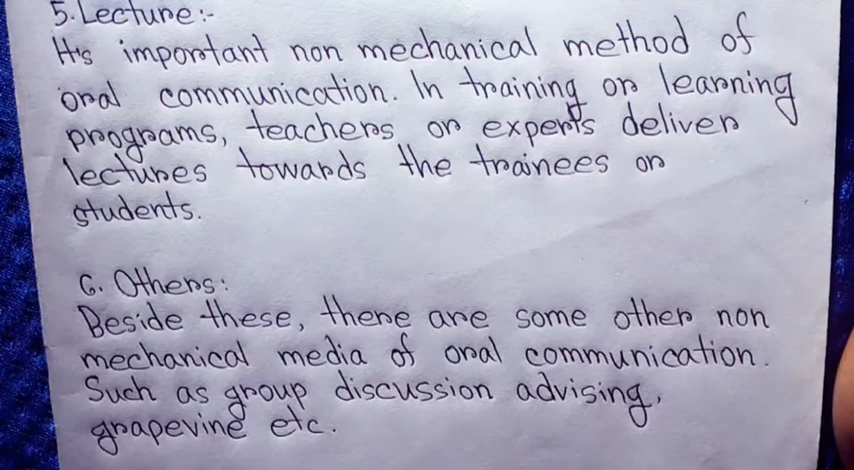 5. Lecture:-
It's important non mechanical method of
oral communication. In training or learning
programs, teachers or experts deliver
lectures towards the trainees or
students.
6. Others:
Beside these, there are some other non
mechanical media of oral communication.
Such as group discussion advising,
grapevine etc.